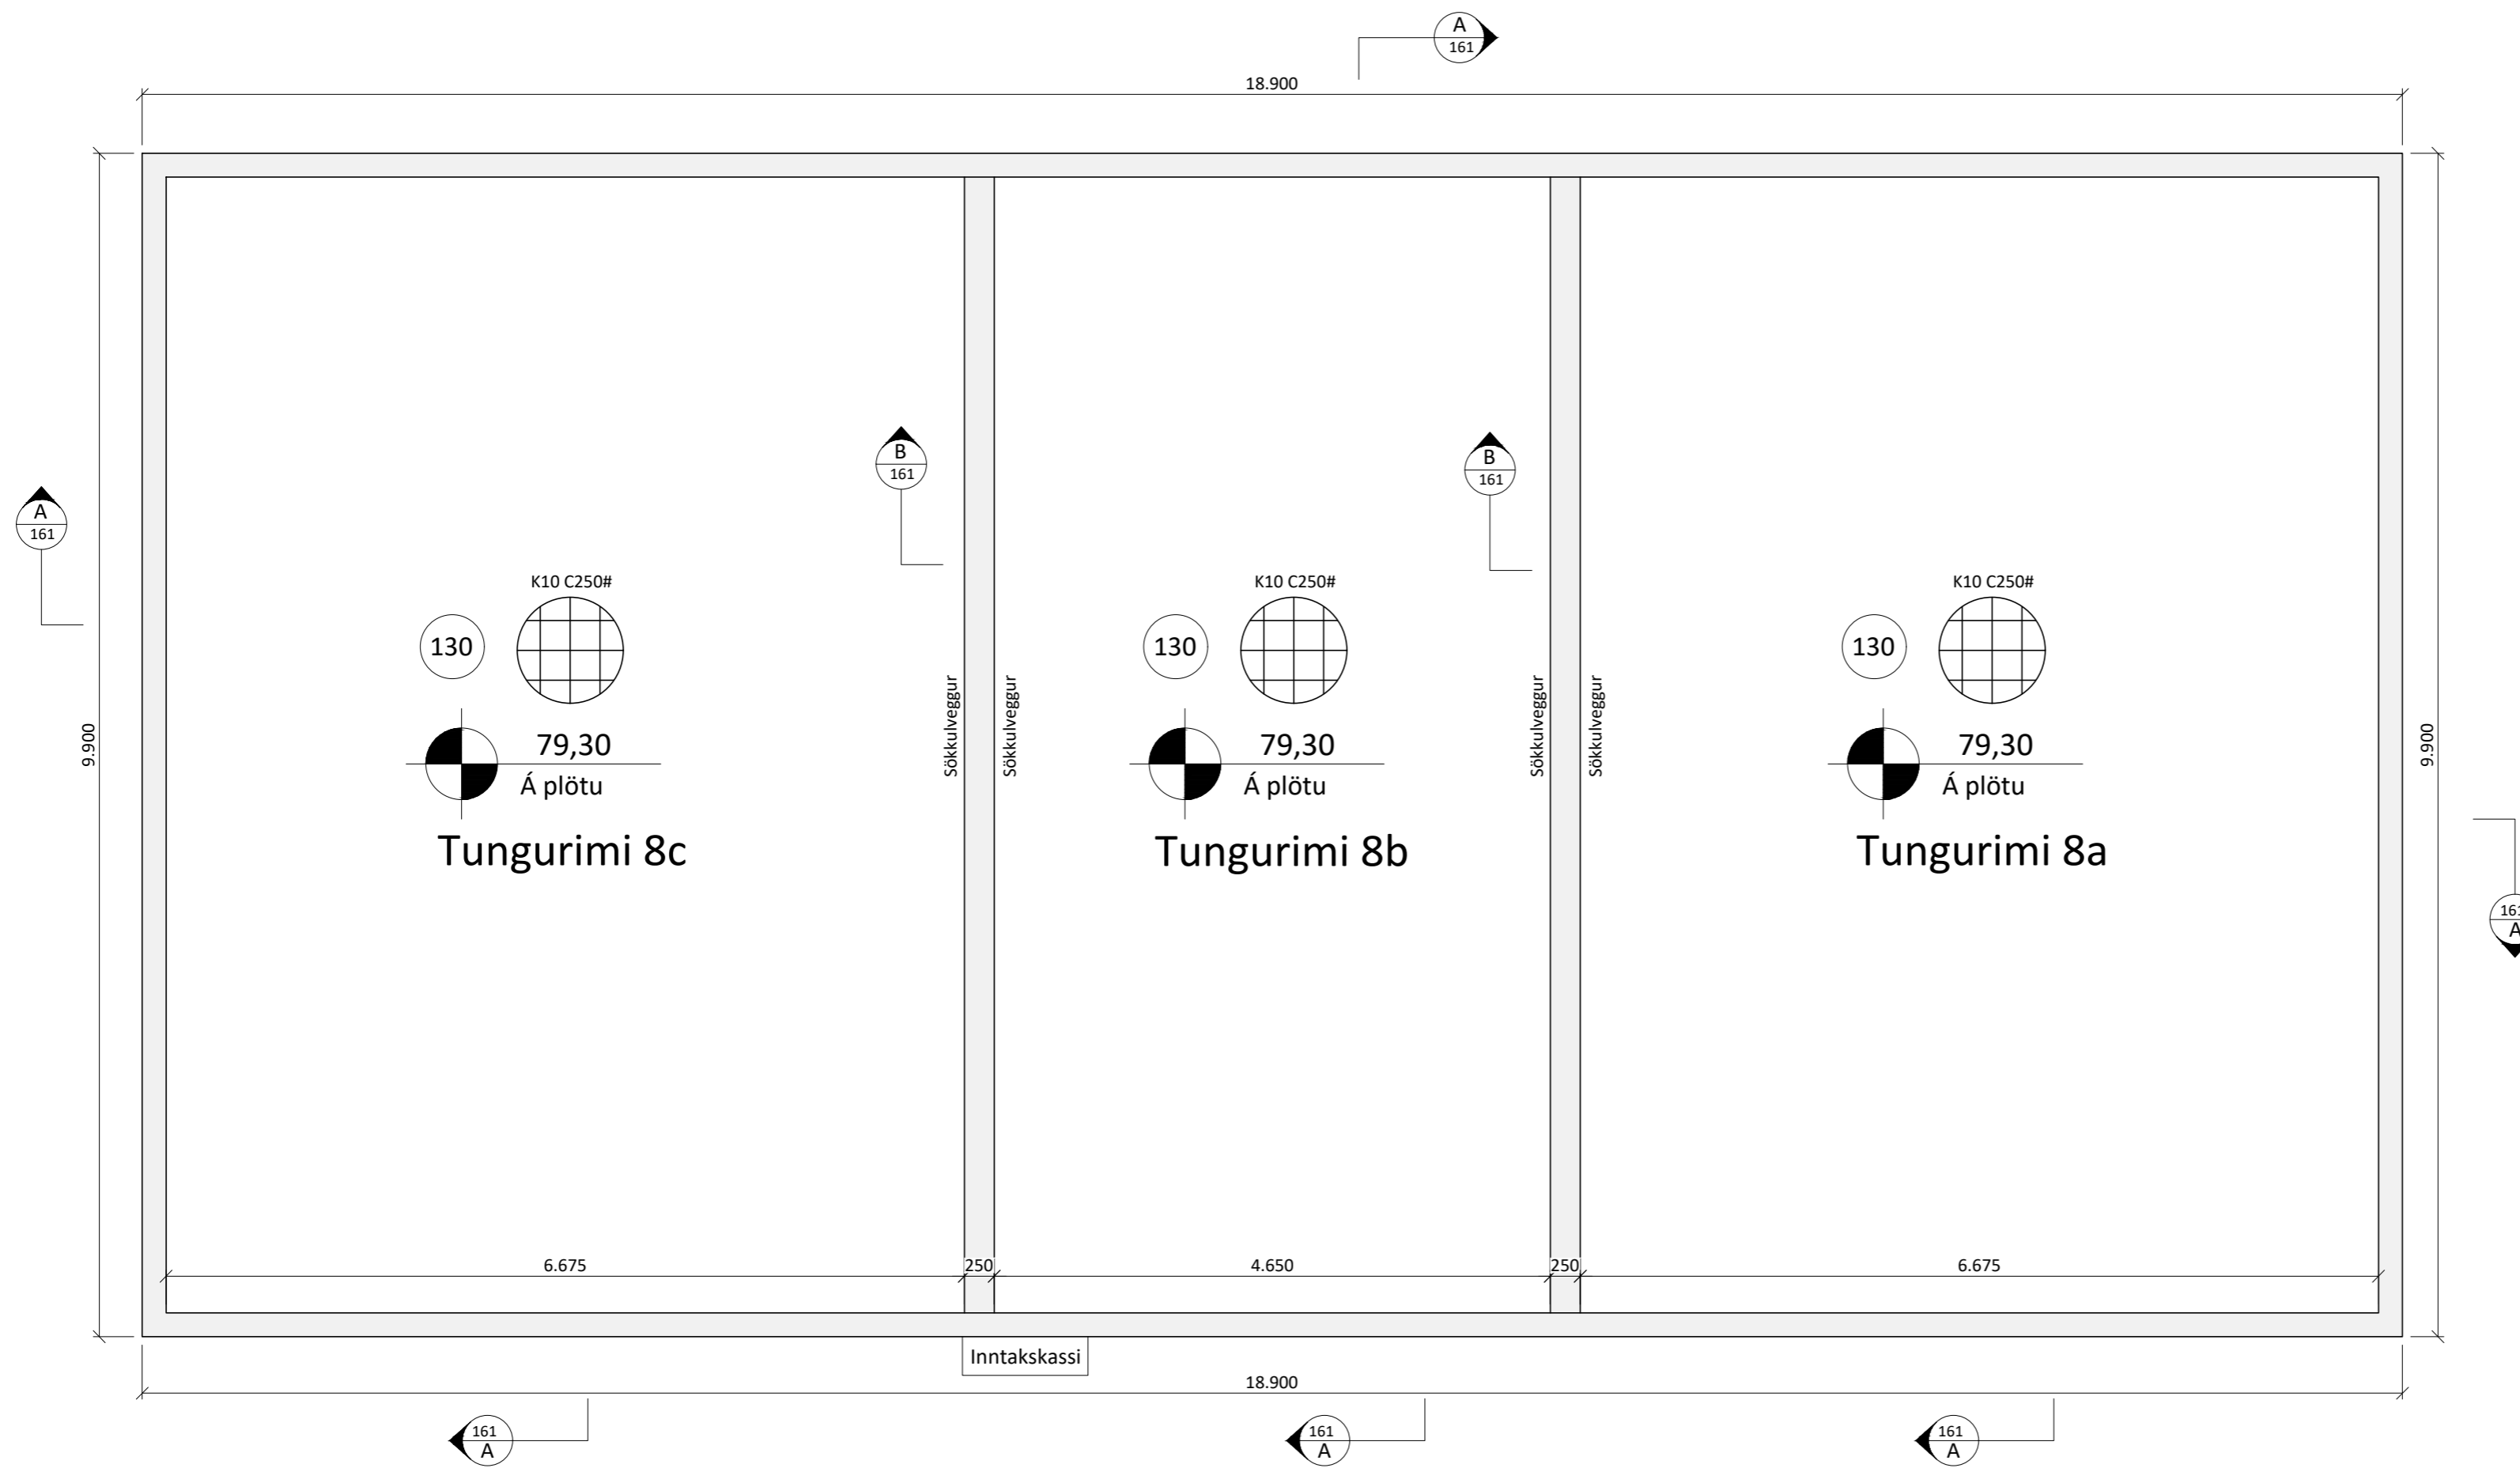 A
161
18.900
9.900
9.900
B
161
B
161
A
161
K10 C250#
K10 C250#
K10 C250#
130
130
130
Sökkulveggur
Sökkulveggur
Sökkulveggur
Sökkulveggur
79,30
Á plötu
79,30
Á plötu
79,30
Á plötu
Tungurimi 8c
Tungurimi 8b
Tungurimi 8a
161
A
6.675
250
4.650
250
6.675
Inntakskassi
18.900
161
A
161
A
161
A